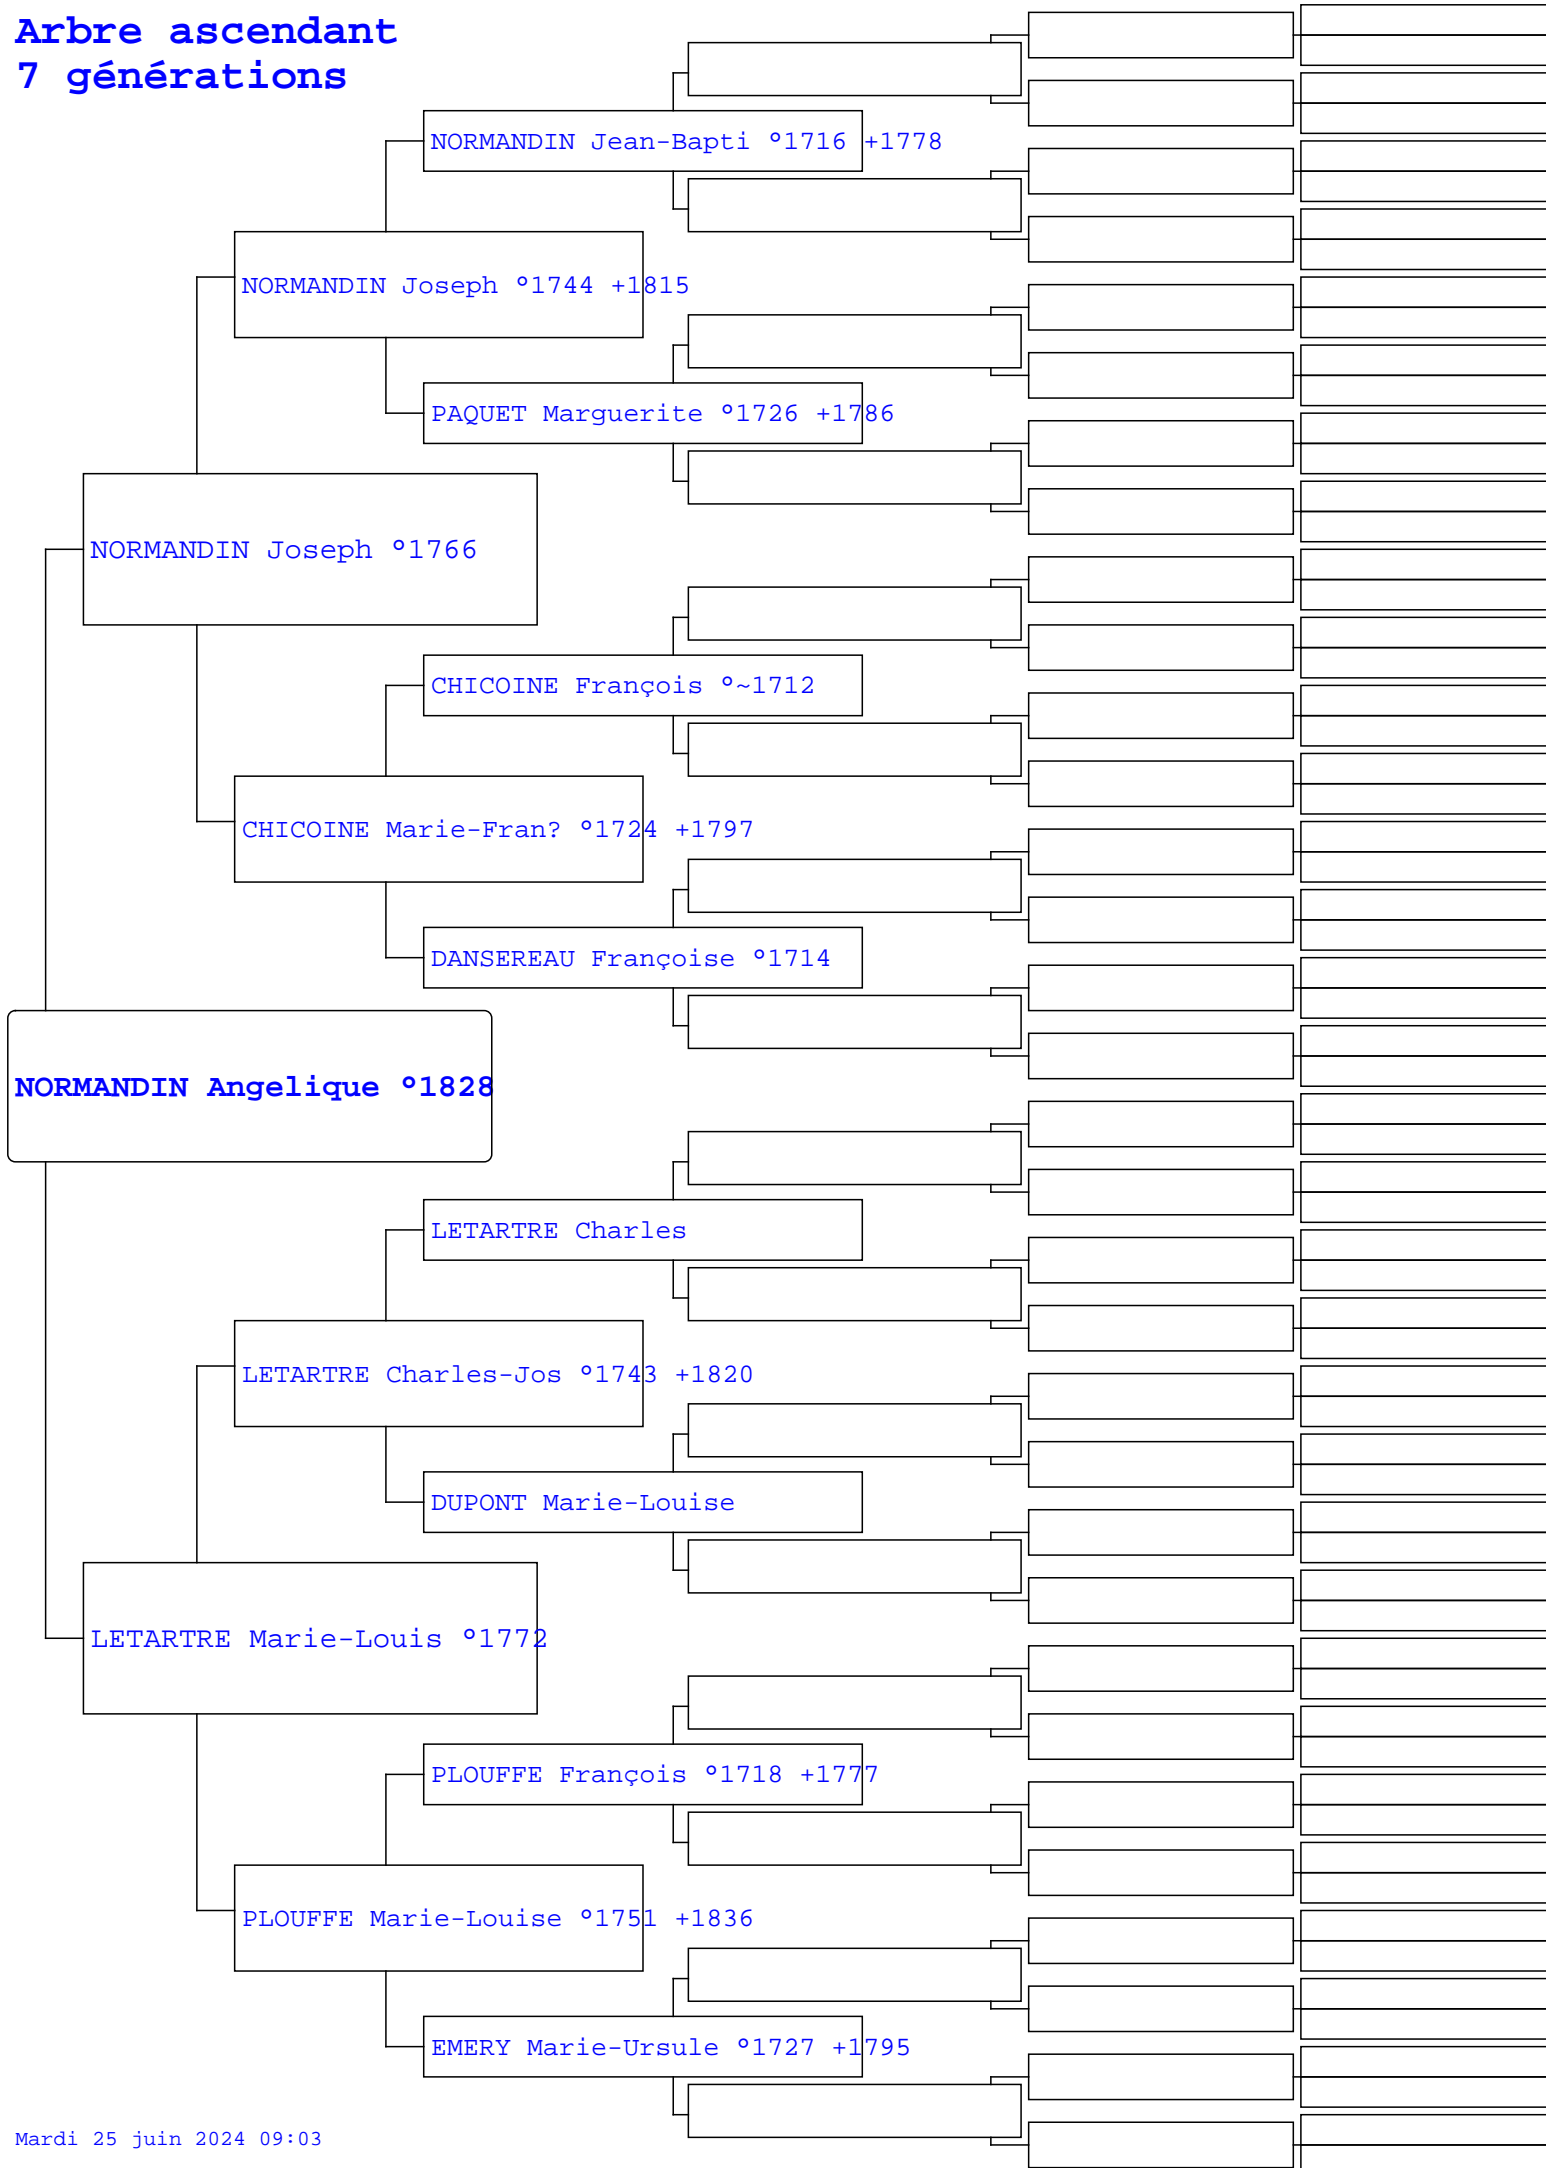 Arbre ascendant
7 générations
NORMANDIN Jean-Bapti °1716 +1778
NORMANDIN Joseph °1744 +1815
PAQUET Marguerite °1726 +1786
NORMANDIN Joseph °1766
CHICOINE François °~1712
CHICOINE Marie-Fran? °1724 +1797
DANSEREAU Françoise °1714
NORMANDIN Angelique °1828
LETARTRE Charles
LETARTRE Charles-Jos °1743 +1820
DUPONT Marie-Louise
LETARTRE Marie-Louis °1772
PLOUFFE François °1718 +1777
PLOUFFE Marie-Louise °1751 +1836
EMERY Marie-Ursule °1727 +1795
Mardi 25 juin 2024 09:03